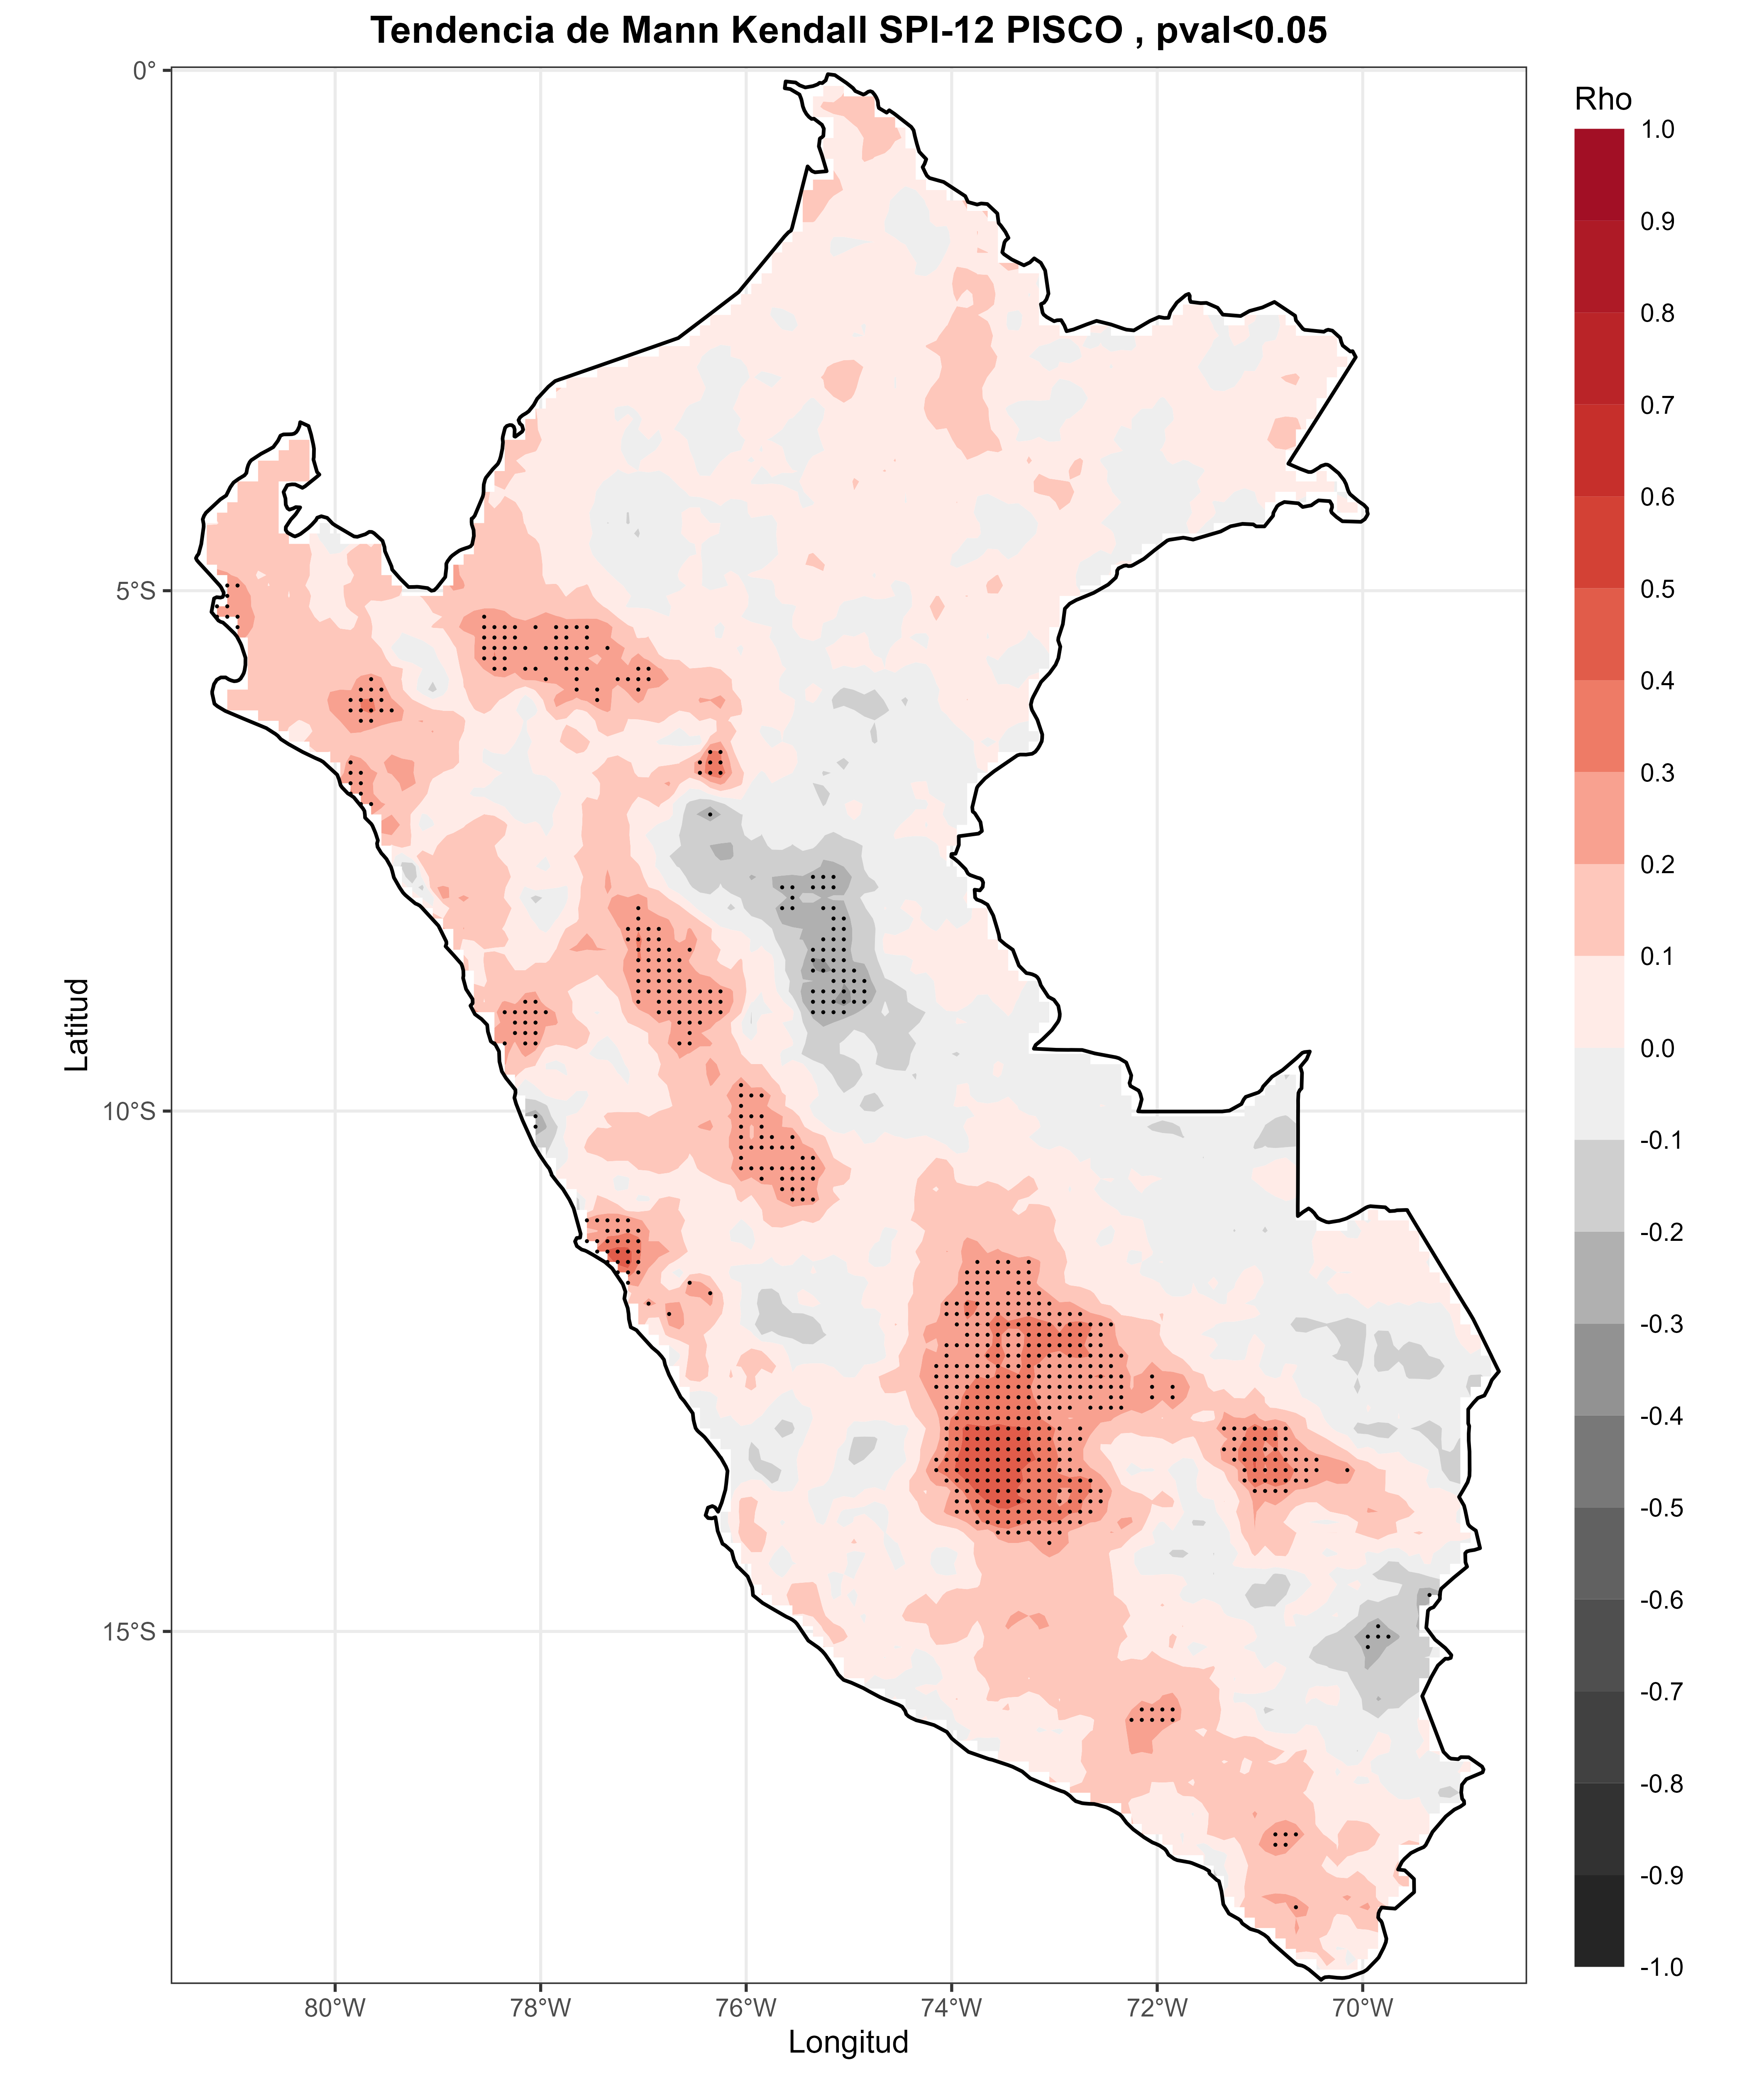 Tendencia de Mann Kendall SPI-12 PISCO , pval<0.05
Rho
1.0
0.9
0.8
0.7
0.6
0.5
0.4
0.3
0.2
0.1
0.0
-0.1
-0.2
-0.3
-0.4
-0.5
-0.6
-0.7
-0.8
-0.9
-1.0
0°
5°S
10°S
15°S
Latitud
80°W
78°W
76°W
74°W
72°W
70°W
Longitud